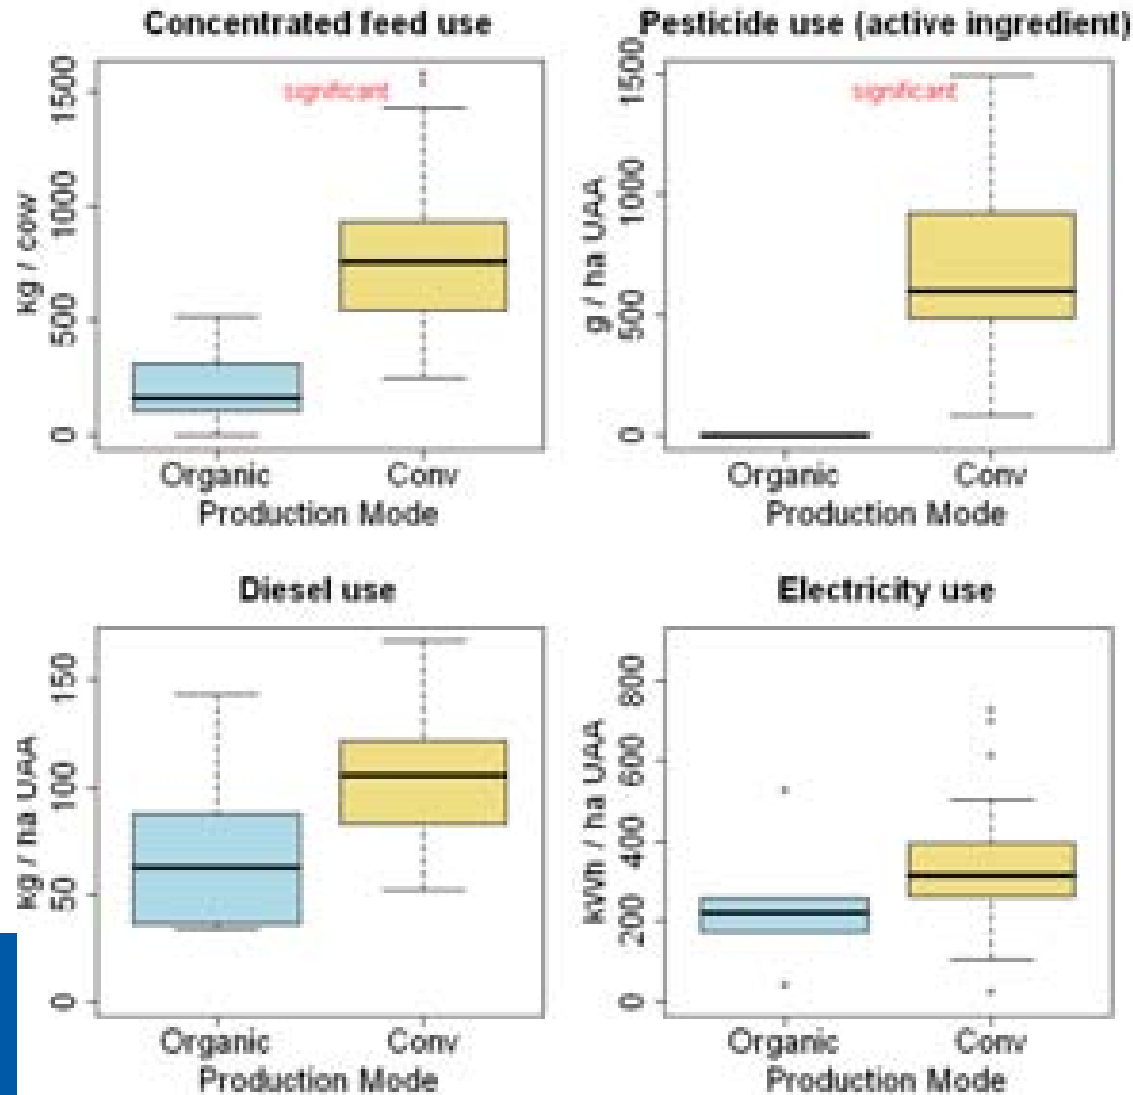 Concentrated feed use
significant
kg / cow
0 500 1000 1500
Organic Conv
Production Mode
Pesticide use (active ingredient)
significant
g / ha UAA
0 500 1000 1500
Organic Conv
Production Mode
Diesel use
kg / ha UAA
0 50 100 150
Organic Conv
Production Mode
Electricity use
kWh / ha UAA
0 200 400 600 800
Organic Conv
Production Mode